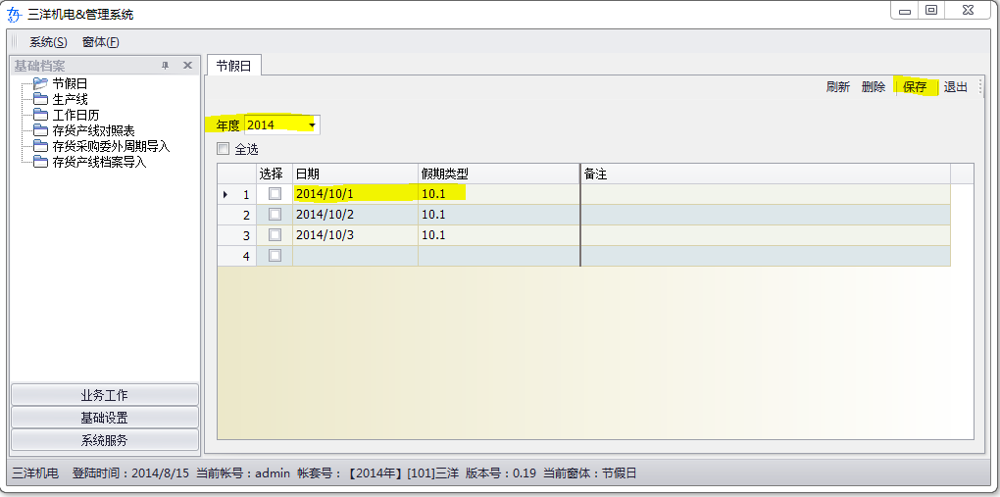 三洋机电&管理系统
系统(S) 窗体(F)
基础档案
节假日
生产线
工作日历
存货产线对照表
存货采购委外周期导入
存货产线档案导入
业务工作
基础设置
系统服务
节假日
刷新 删除 保存 退出
年度 2014
全选
选择 日期 假期类型 备注
1 2014/10/1 10.1
2 2014/10/2 10.1
3 2014/10/3 10.1
4
三洋机电 登陆时间：2014/8/15 当前帐号：admin 帐套号：【2014年】[101]三洋 版本号：0.19 当前窗体：节假日